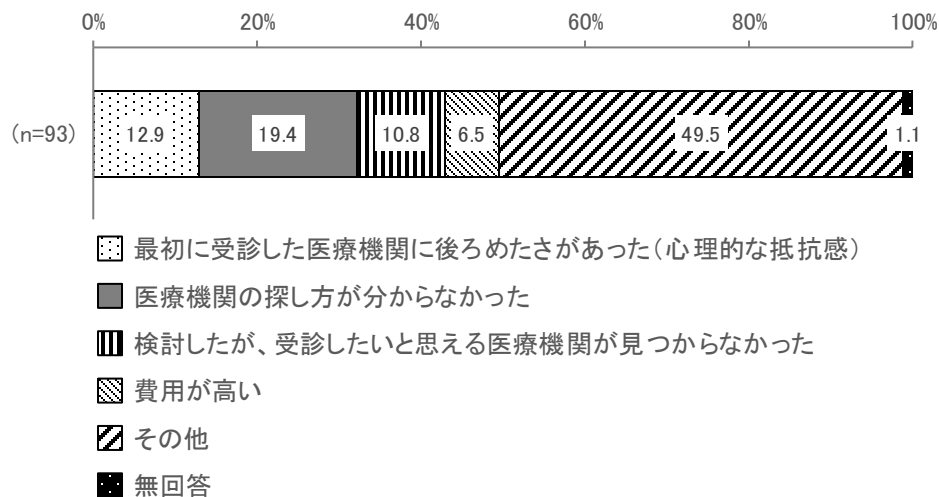 0% 20% 40% 60% 80% 100%
(n=93) 12.9 19.4 10.8 6.5 49.5 1.1
最初に受診した医療機関に後ろめたさがあった(心理的な抵抗感)
医療機関の探し方が分からなかった
検討したが、受診したいと思える医療機関が見つからなかった
費用が高い
その他
無回答